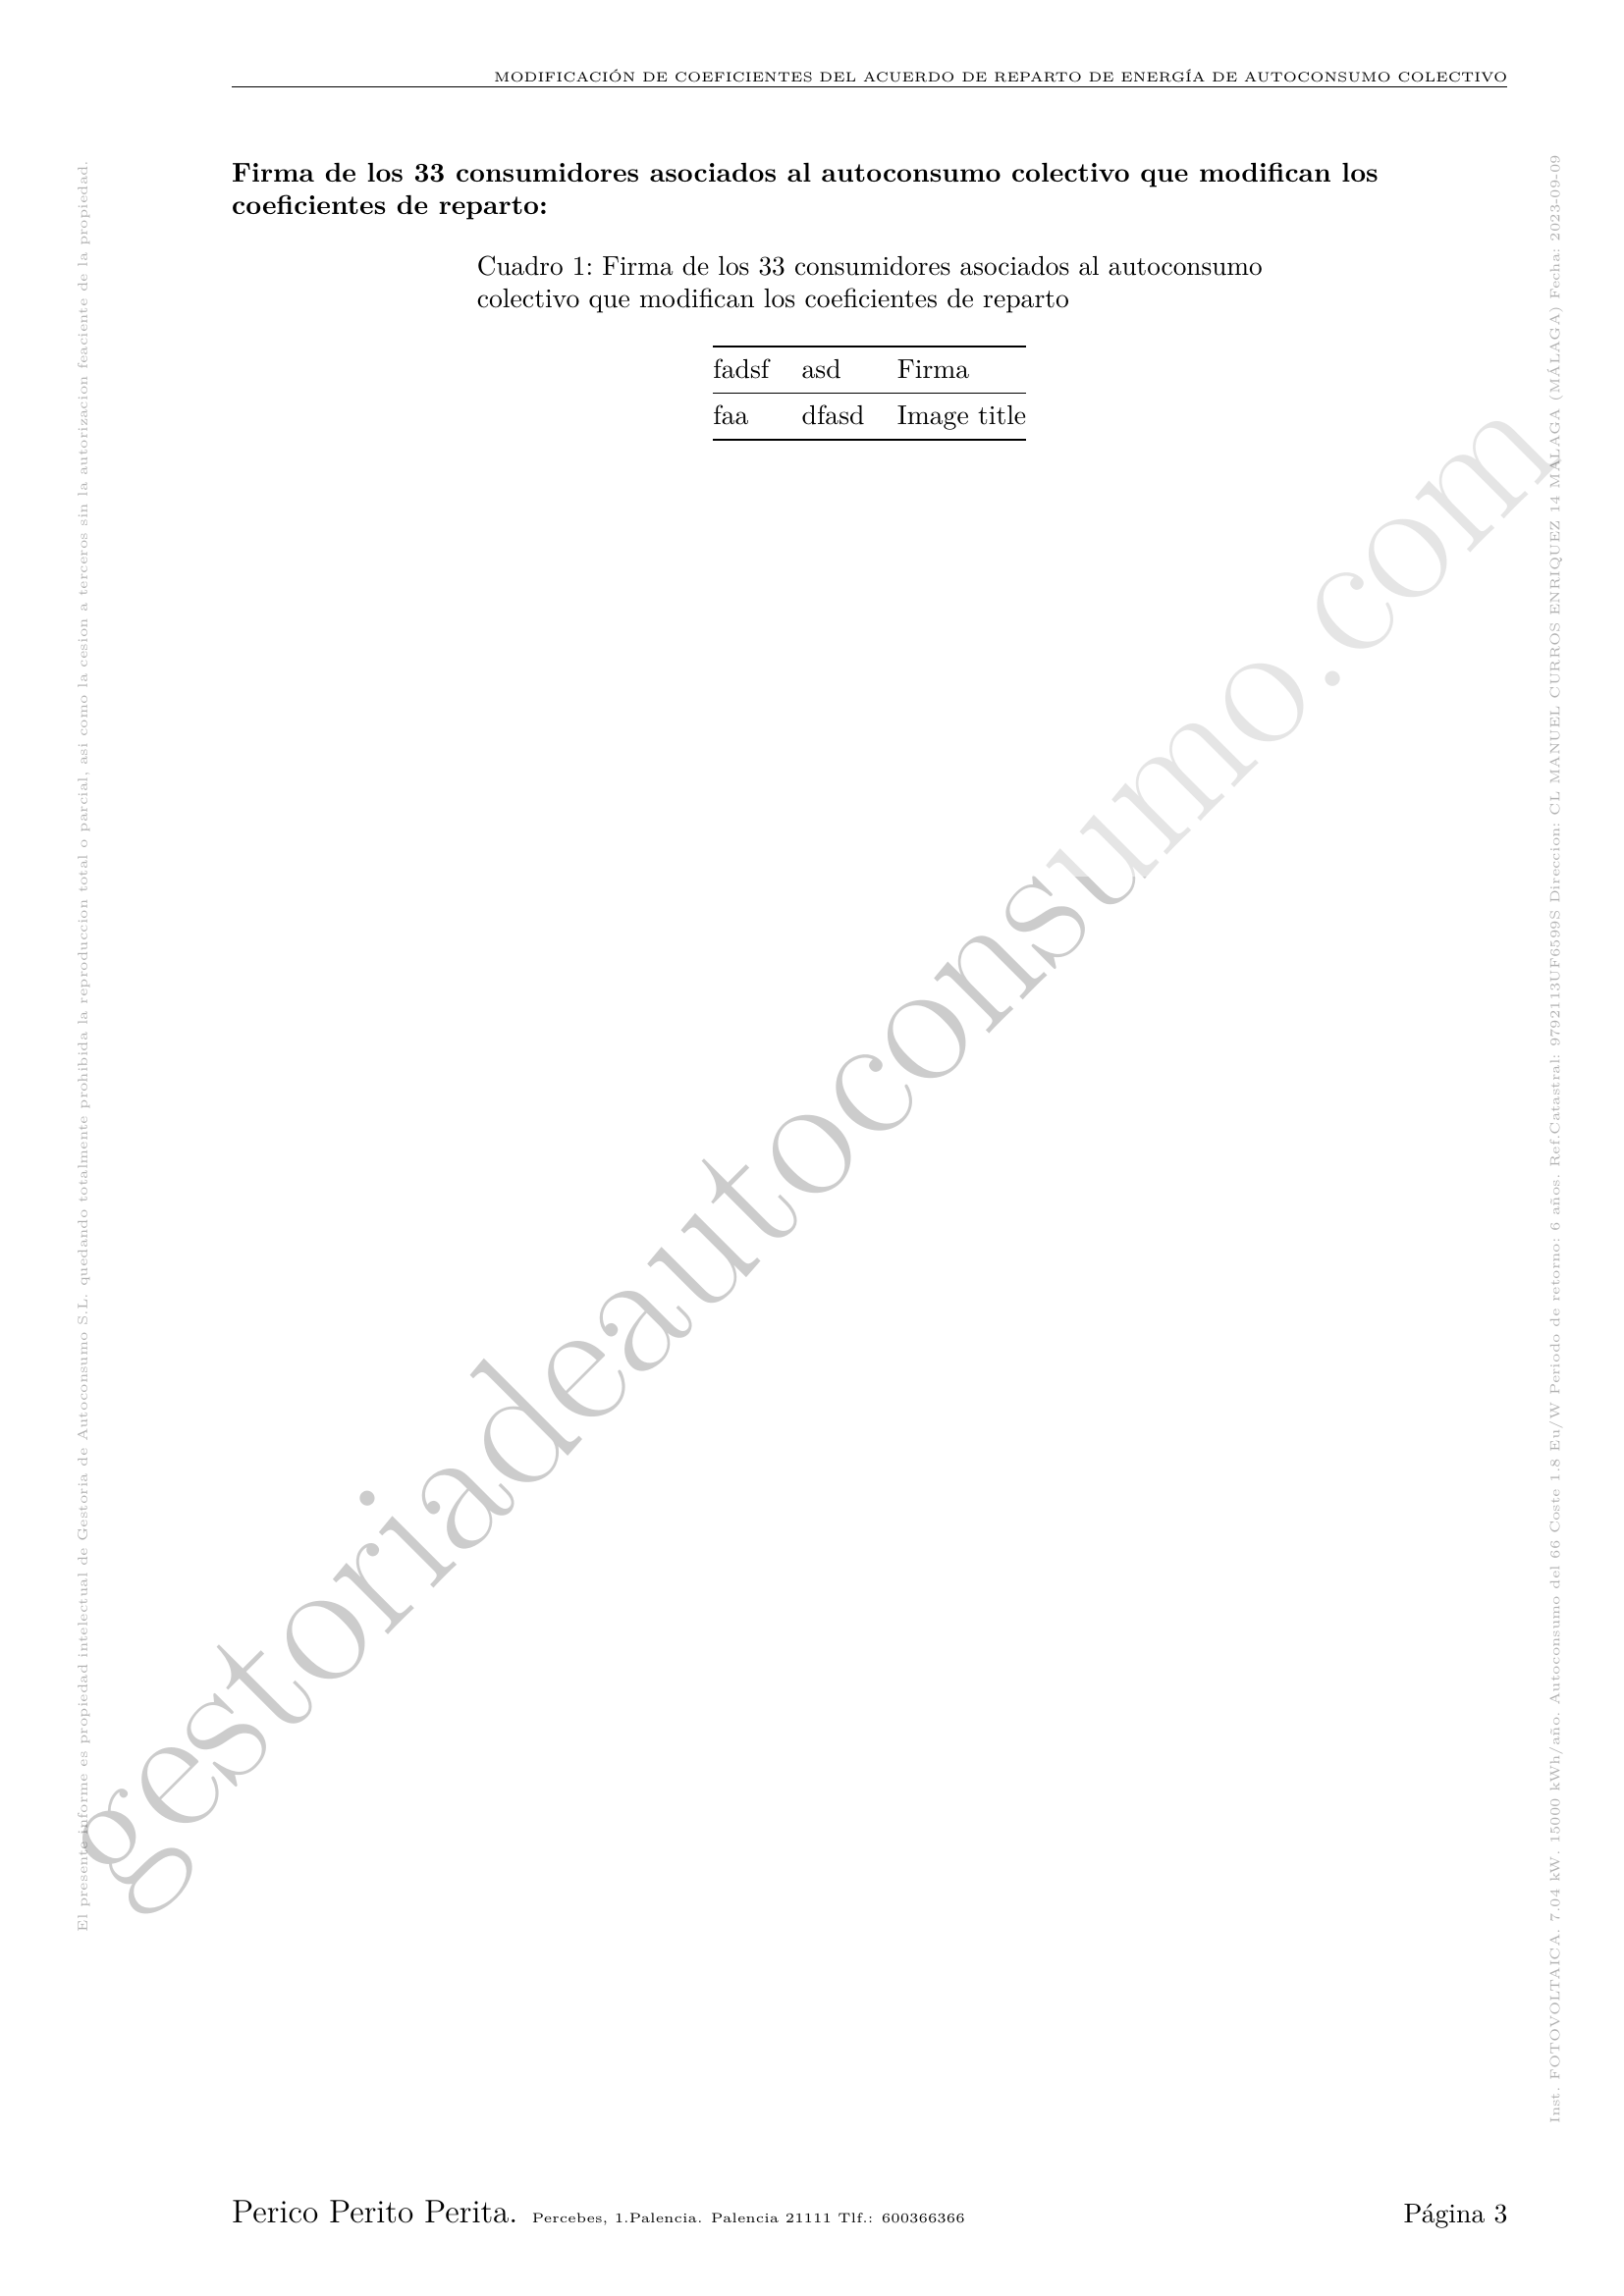 MODIFICACIÓN DE COEFICIENTES DEL ACUERDO DE REPARTO DE ENERGÍA DE AUTOCONSUMO COLECTIVO
Firma de los 33 consumidores asociados al autoconsumo colectivo que modifican los
coeficientes de reparto:
Cuadro 1: Firma de los 33 consumidores asociados al autoconsumo
colectivo que modifican los coeficientes de reparto
fadsf asd Firma
faa dfasd Image title
gestoriadeautoconsumo.com
El presente informe es propiedad intelectual de Gestoria de Autoconsumo S.L. quedando totalmente prohibida la reproduccion total o parcial, asi como la cesion a terceros sin la autorizacion feaciente de la propiedad.
Inst. FOTOVOLTAICA. 7.04 kW. 15000 kWh/año. Autoconsumo del 66 Coste 1.8 Eu/W Periodo de retorno: 6 años. Ref.Catastral: 9792113UF6599S Direccion: CL MANUEL CURROS ENRIQUEZ 14 MALAGA (MÁLAGA) Fecha: 2023-09-09
Perico Perito Perita. Percebes, 1.Palencia. Palencia 21111 Tlf.: 600366366
Página 3